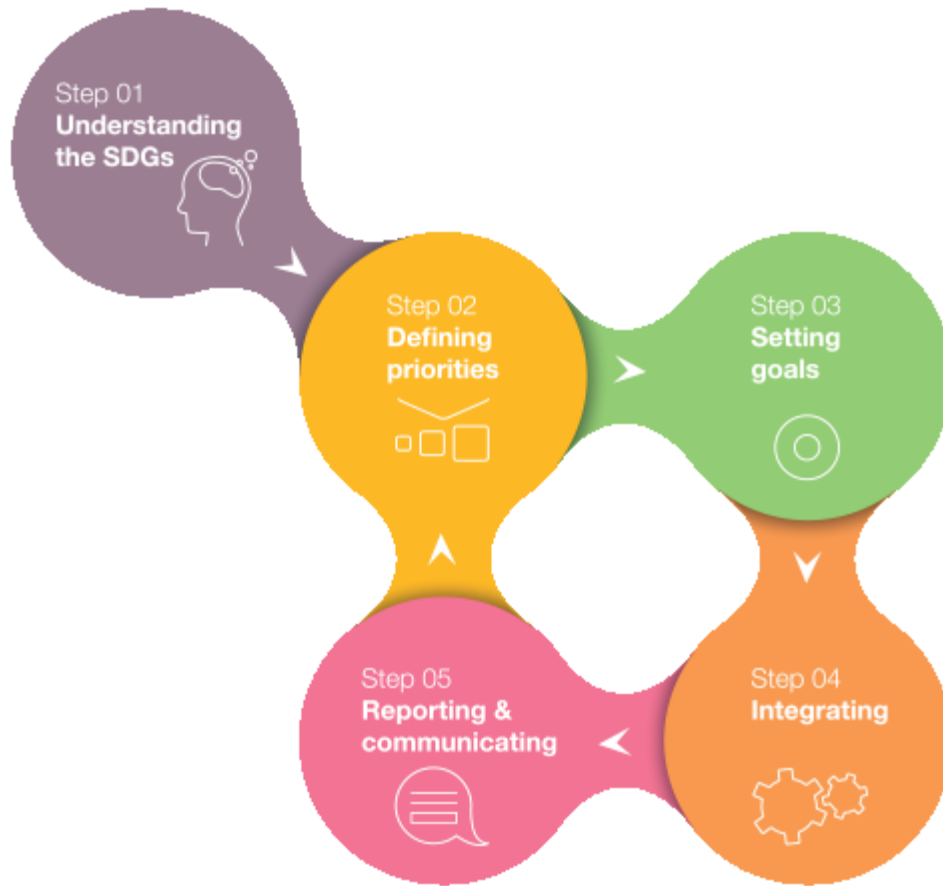 Step 01
Understanding
the SDGs
Step 02
Defining
priorities
Step 03
Setting
goals
Step 04
Integrating
Step 05
Reporting &
communicating